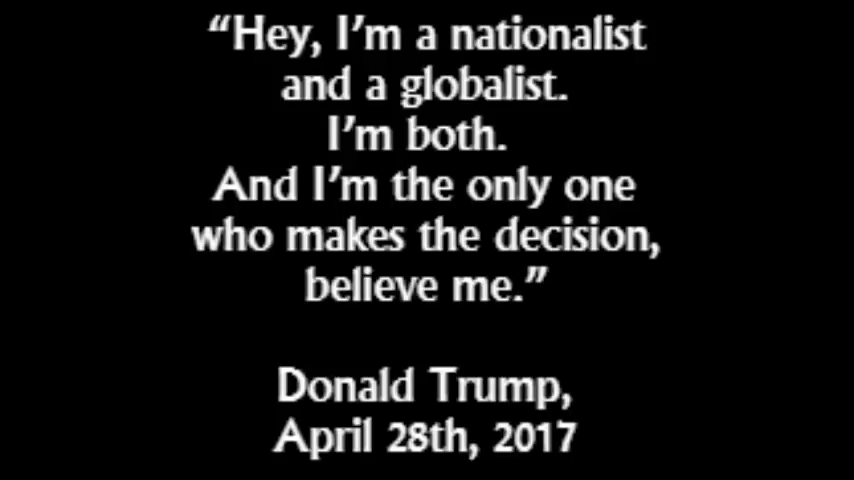 “Hey, I’m a nationalist
and a globalist.
I’m both.
And I’m the only one
who makes the decision,
believe me.”
Donald Trump,
April 28th, 2017